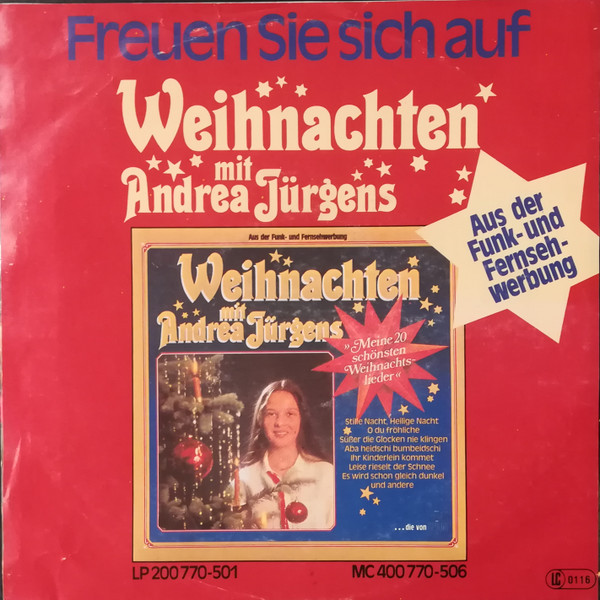 Freuen Sie sich auf
Weihnachten
mit
Andrea Jürgens
Aus der
Funk- und
Fernseh-
werbung
Aus der Funk- und Fernsehwerbung
Weihnachten
mit
Andrea Jürgens
»Meine 20
schönsten
Weihnachts-
lieder«
Stille Nacht, Heilige Nacht
O du fröhliche
Süßer die Glocken nie klingen
Aba heidschi bumbeidschi
Ihr Kinderlein kommet
Leise rieselt der Schnee
Es wird schon gleich dunkel
und andere
...die von
LP 200 770-501
MC 400 770-506
LC 0116